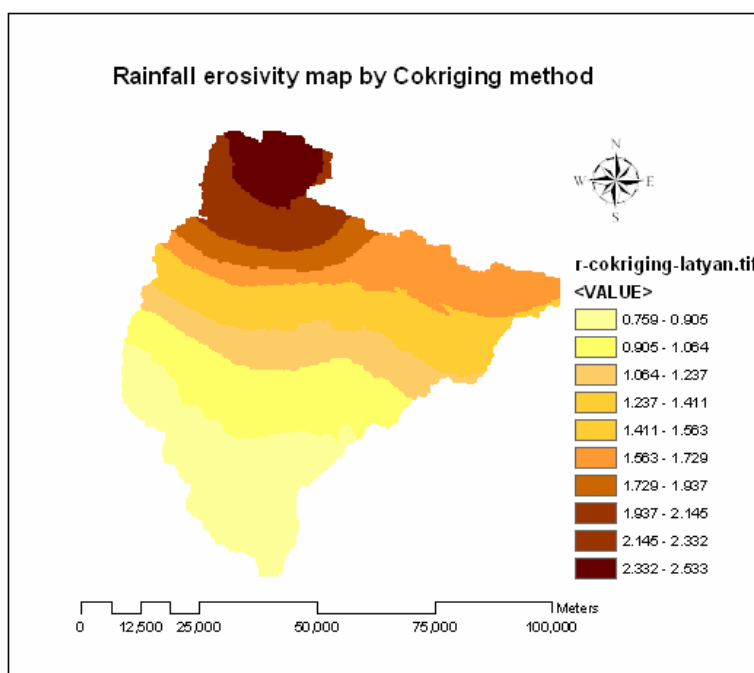 Rainfall erosivity map by Cokriging method
N
W E
S
r-cokriging-latyan.tif
<VALUE>
0.759 - 0.905
0.905 - 1.064
1.064 - 1.237
1.237 - 1.411
1.411 - 1.563
1.563 - 1.729
1.729 - 1.937
1.937 - 2.145
2.145 - 2.332
2.332 - 2.533
Meters
0 12,500 25,000 50,000 75,000 100,000